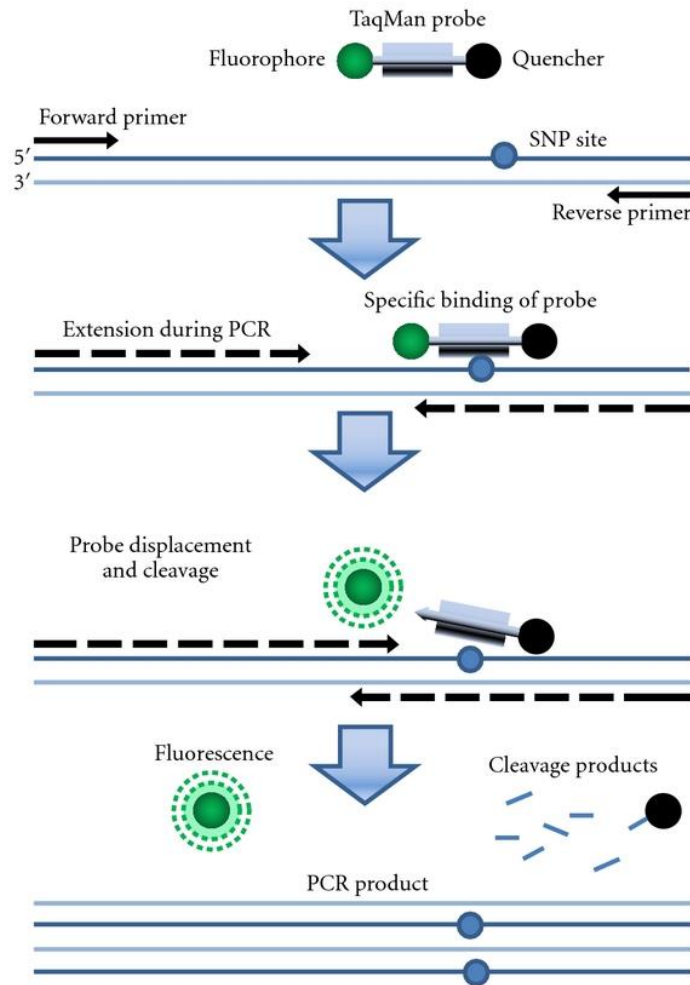 TaqMan probe
Fluorophore
Quencher
Forward primer
SNP site
5′
3′
Reverse primer
Specific binding of probe
Extension during PCR
Probe displacement
and cleavage
Fluorescence
Cleavage products
PCR product